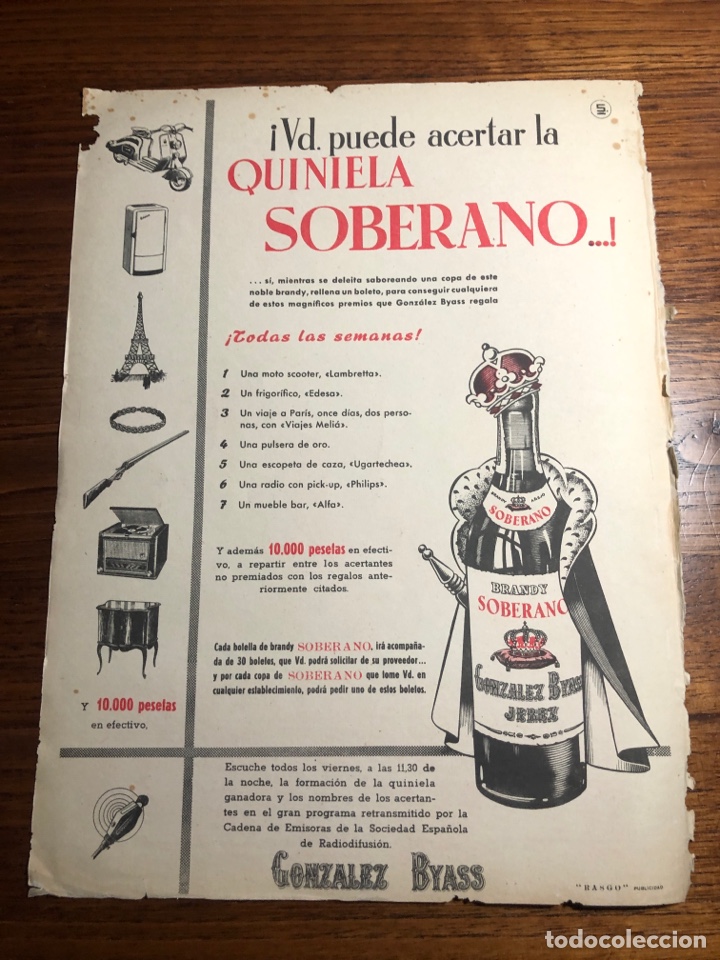 5ª
¡Vd. puede acertar la
QUINIELA
SOBERANO...!
... sí, mientras se deleita saboreando una copa de este
noble brandy, rellena un boleto, para conseguir cualquiera
de estos magníficos premios que González Byass regala
¡Todas las semanas!
1 Una moto scooter, «Lambretta».
2 Un frigorífico, «Edesa».
3 Un viaje a París, once días, dos perso-
nas, con «Viajes Meliá».
4 Una pulsera de oro.
5 Una escopeta de caza, «Ugartechea».
6 Una radio con pick-up, «Philips».
7 Un mueble bar, «Alfa».
Y además 10.000 pesetas en efecti-
vo, a repartir entre los acertantes
no premiados con los regalos ante-
riormente citados.
Cada botella de brandy SOBERANO, irá acompaña-
da de 30 boletos, que Vd. podrá solicitar de su proveedor...
y por cada copa de SOBERANO que tome Vd. en
cualquier establecimiento, podrá pedir uno de estos boletos.
Y 10.000 pesetas
en efectivo,
SOBERANO
BRANDY
SOBERANO
GONZALEZ BYASS
JEREZ
Escuche todos los viernes, a las 11,30 de
la noche, la formación de la quiniela
ganadora y los nombres de los acertan-
tes en el gran programa retransmitido por la
Cadena de Emisoras de la Sociedad Española
de Radiodifusión.
GONZALEZ BYASS
"RASGO" PUBLICIDAD
todocoleccion.net